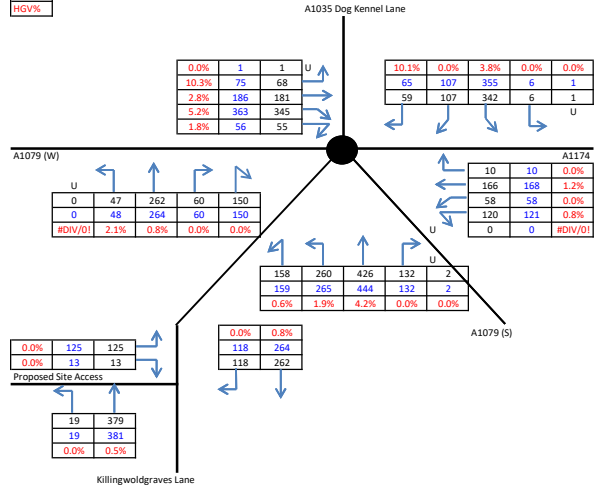 HGV%
A1035 Dog Kennel Lane
0.0% 1 1 U
10.3% 75 68
2.8% 186 181
5.2% 363 345
1.8% 56 55
10.1% 0.0% 3.8% 0.0% 0.0%
65 107 355 6 1
59 107 342 6 1
U
A1079 (W)
A1174
U
0 47 262 60 150
0 48 264 60 150
#DIV/0! 2.1% 0.8% 0.0% 0.0%
10 10 0.0%
166 168 1.2%
58 58 0.0%
120 121 0.8%
U 0 0 #DIV/0!
U
158 260 426 132 2
159 265 444 132 2
0.6% 1.9% 4.2% 0.0% 0.0%
A1079 (S)
0.0% 125 125
0.0% 13 13
Proposed Site Access
0.0% 0.8%
118 264
118 262
19 379
19 381
0.0% 0.5%
Killingwoldgraves Lane